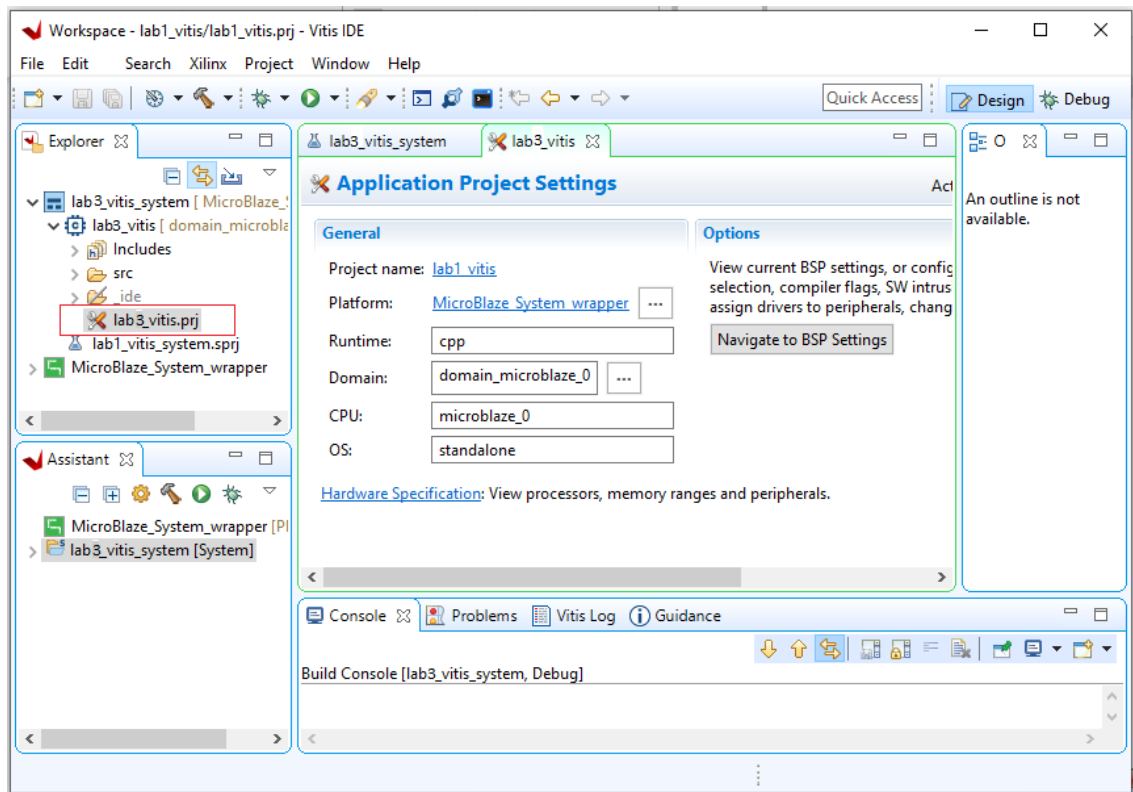 Workspace - lab1_vitis/lab1_vitis.prj - Vitis IDE
File Edit Search Xilinx Project Window Help
Quick Access
Design
Debug
Explorer
lab3_vitis_system [ MicroBlaze_S
lab3_vitis [ domain_microbla
Includes
src
_ide
lab3_vitis.prj
lab1_vitis_system.sprj
MicroBlaze_System_wrapper
Assistant
MicroBlaze_System_wrapper [Pl
lab3_vitis_system [System]
lab3_vitis_system
lab3_vitis
Application Project Settings
Act
General
Project name: lab1_vitis
Platform: MicroBlaze_System_wrapper ...
Runtime: cpp
Domain: domain_microblaze_0 ...
CPU: microblaze_0
OS: standalone
Hardware Specification: View processors, memory ranges and peripherals.
Options
View current BSP settings, or config
selection, compiler flags, SW intrus
assign drivers to peripherals, chang
Navigate to BSP Settings
O
An outline is not
available.
Console
Problems
Vitis Log
Guidance
Build Console [lab3_vitis_system, Debug]